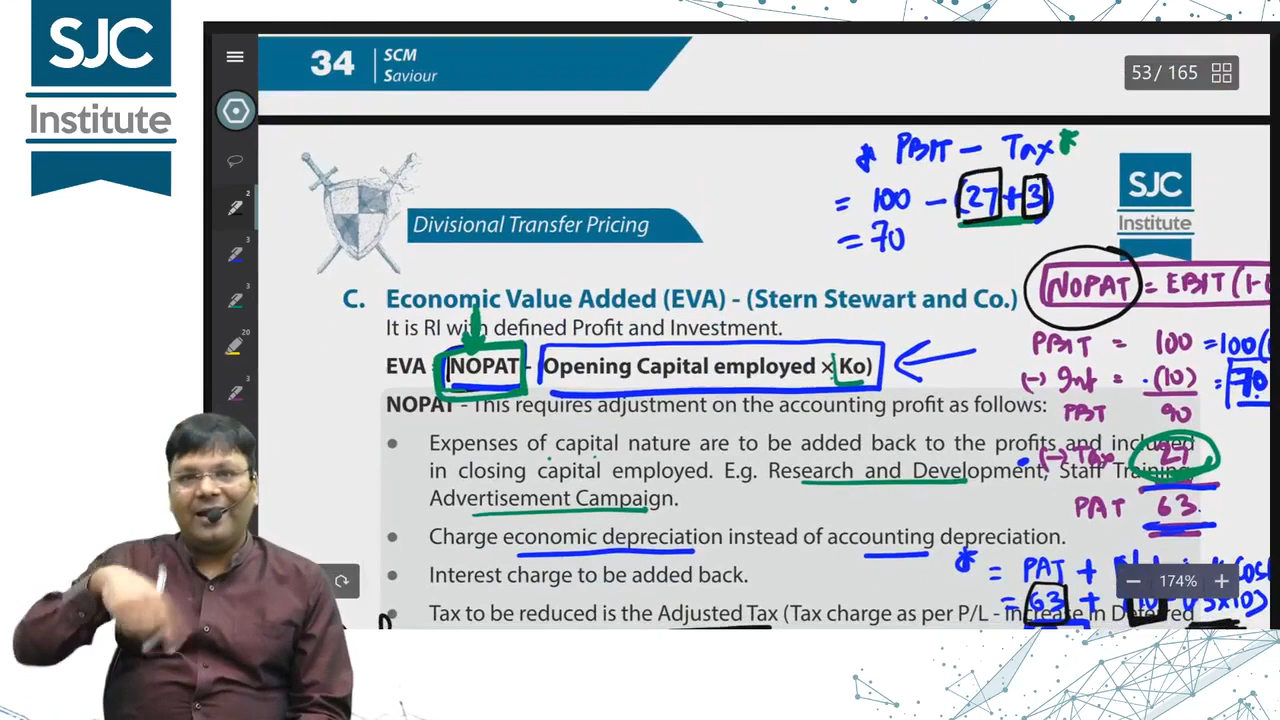 SJC
Institute
34
SCM
Saviour
53 / 165
* PBIT - Tax *
= 100 - (27+3)
= 70
Divisional Transfer Pricing
SJC
Institute
NOPAT = EBIT (1-
C. Economic Value Added (EVA) - (Stern Stewart and Co.)
It is RI with defined Profit and Investment.
EVA = NOPAT - (Opening Capital employed × Ko)
PBIT = 100 = 100(
(-) Int = (10) = 70
PBT 90
(-) Tax 27
PAT 63
NOPAT - This requires adjustment on the accounting profit as follows:
● Expenses of capital nature are to be added back to the profits and included
in closing capital employed. E.g. Research and Development, Staff Training,
Advertisement Campaign.
● Charge economic depreciation instead of accounting depreciation.
● Interest charge to be added back.
● Tax to be reduced is the Adjusted Tax (Tax charge as per P/L - Increase in Deferred
* = PAT +
= 63 +
174%